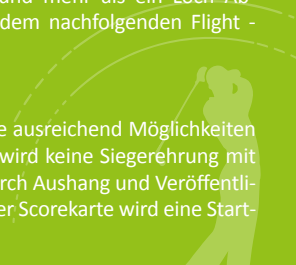 und mehr als ein Loch Ab-
dem nachfolgenden Flight -
e ausreichend Möglichkeiten
wird keine Siegerehrung mit
rch Aushang und Veröffentli-
er Scorekarte wird eine Start-